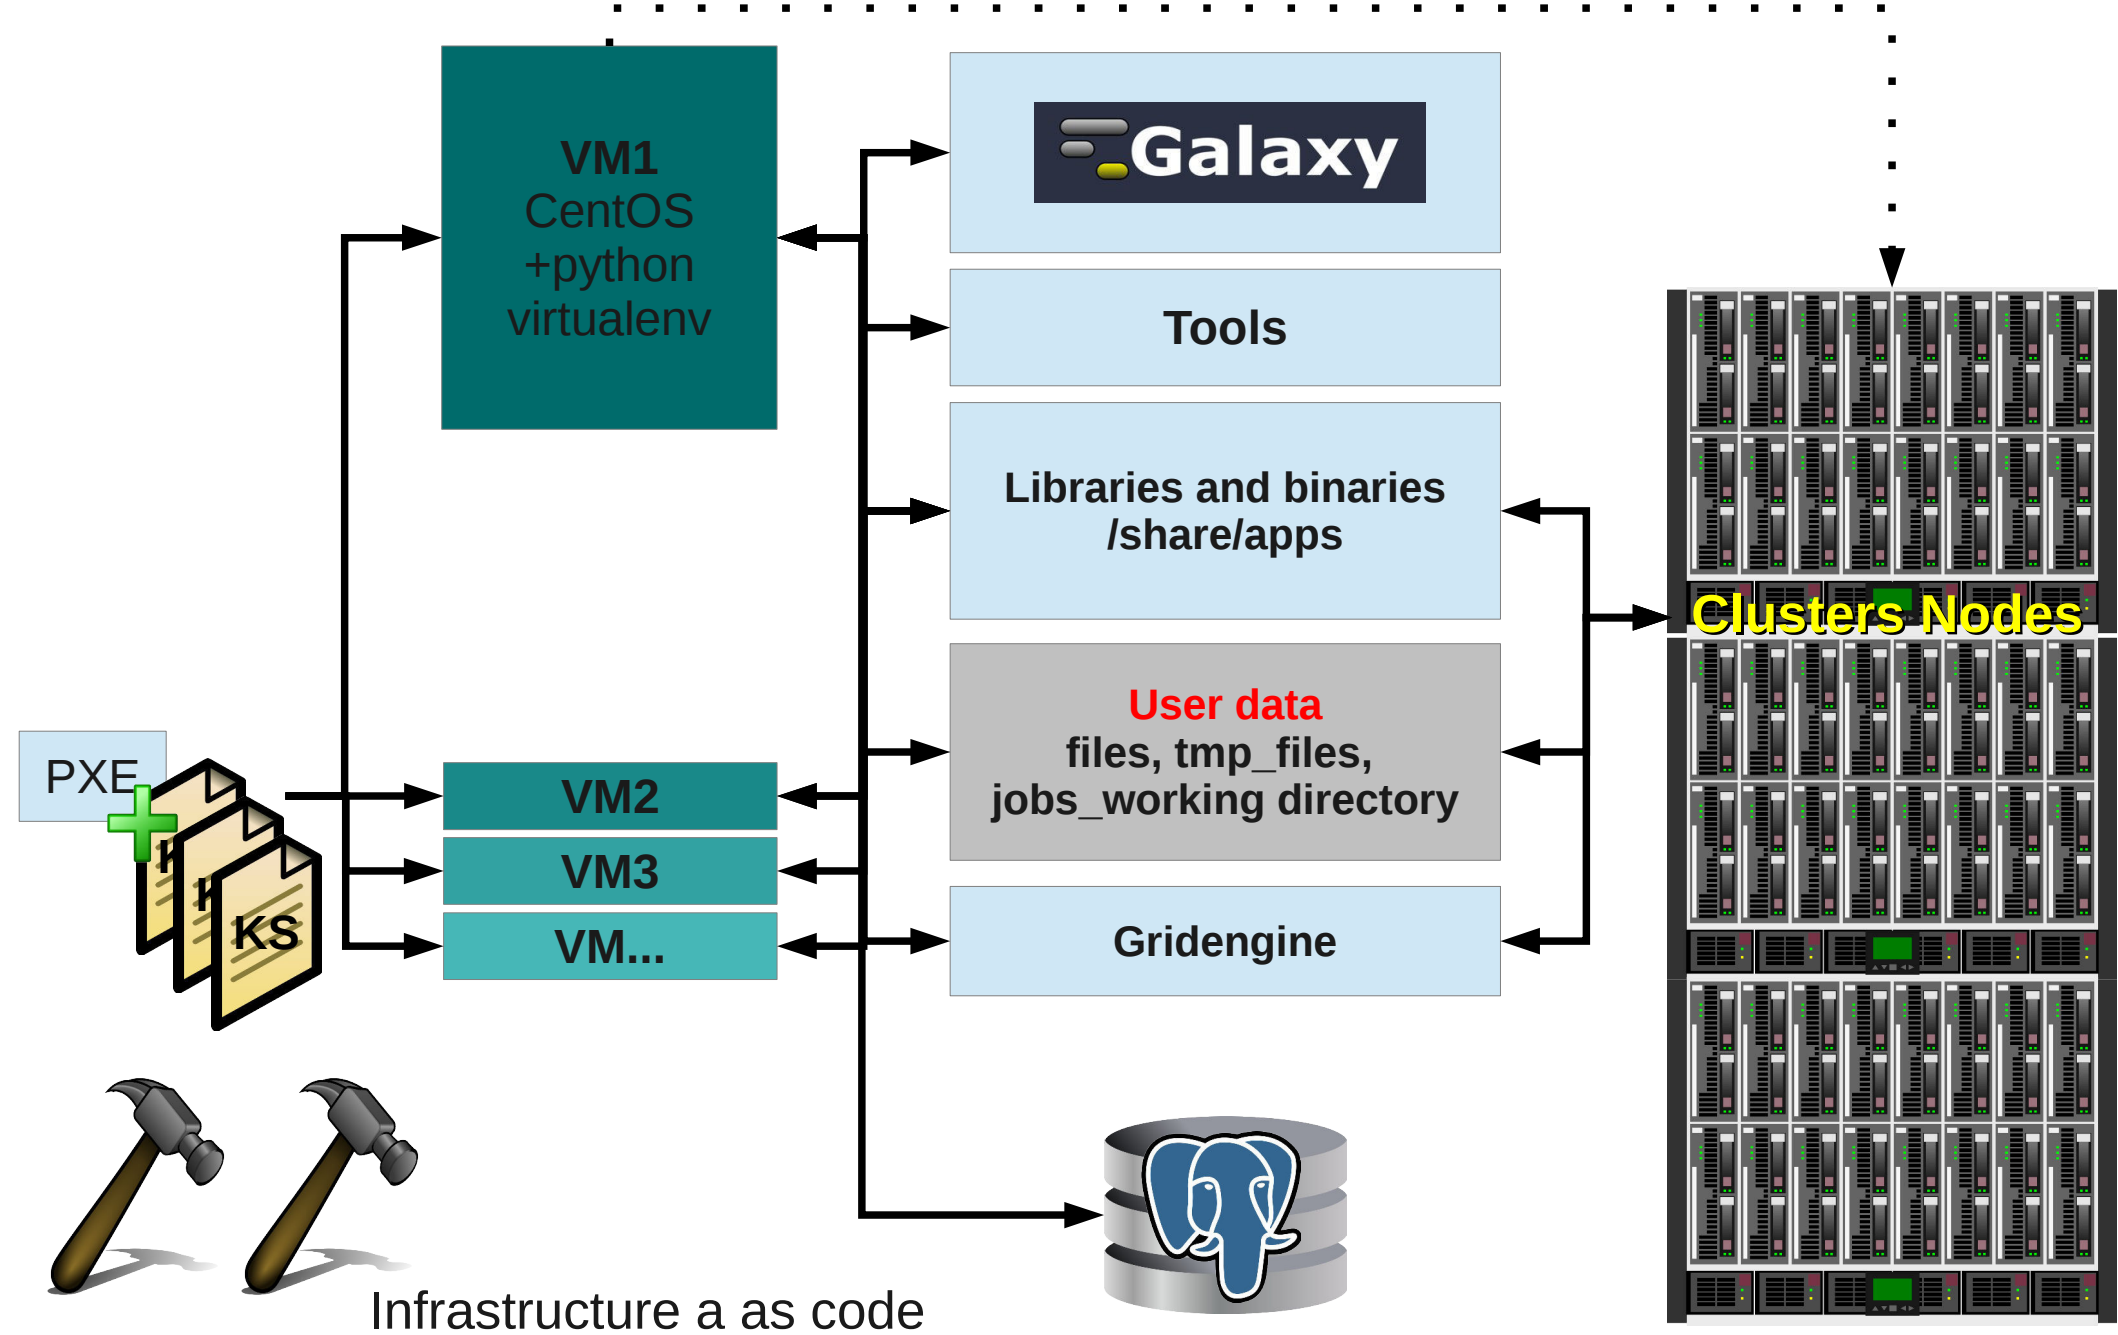 VM1
CentOS
+python
virtualenv
Galaxy
Tools
Libraries and binaries
/share/apps
Clusters Nodes
User data
files, tmp_files,
jobs_working directory
PXE
VM2
VM3
VM...
KS
Gridengine
Infrastructure a as code